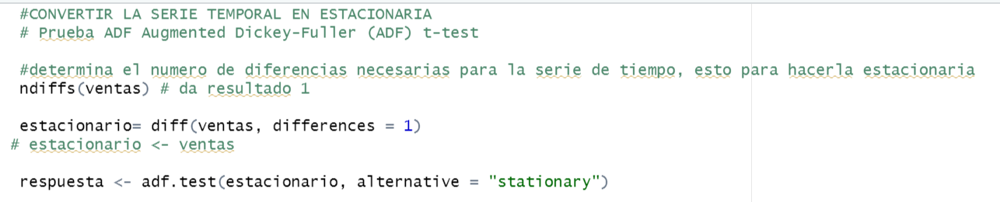 #CONVERTIR LA SERIE TEMPORAL EN ESTACIONARIA
# Prueba ADF Augmented Dickey-Fuller (ADF) t-test
#determina el numero de diferencias necesarias para la serie de tiempo, esto para hacerla estacionaria
ndiffs(ventas) # da resultado 1
estacionario= diff(ventas, differences = 1)
# estacionario <- ventas
respuesta <- adf.test(estacionario, alternative = "stationary")